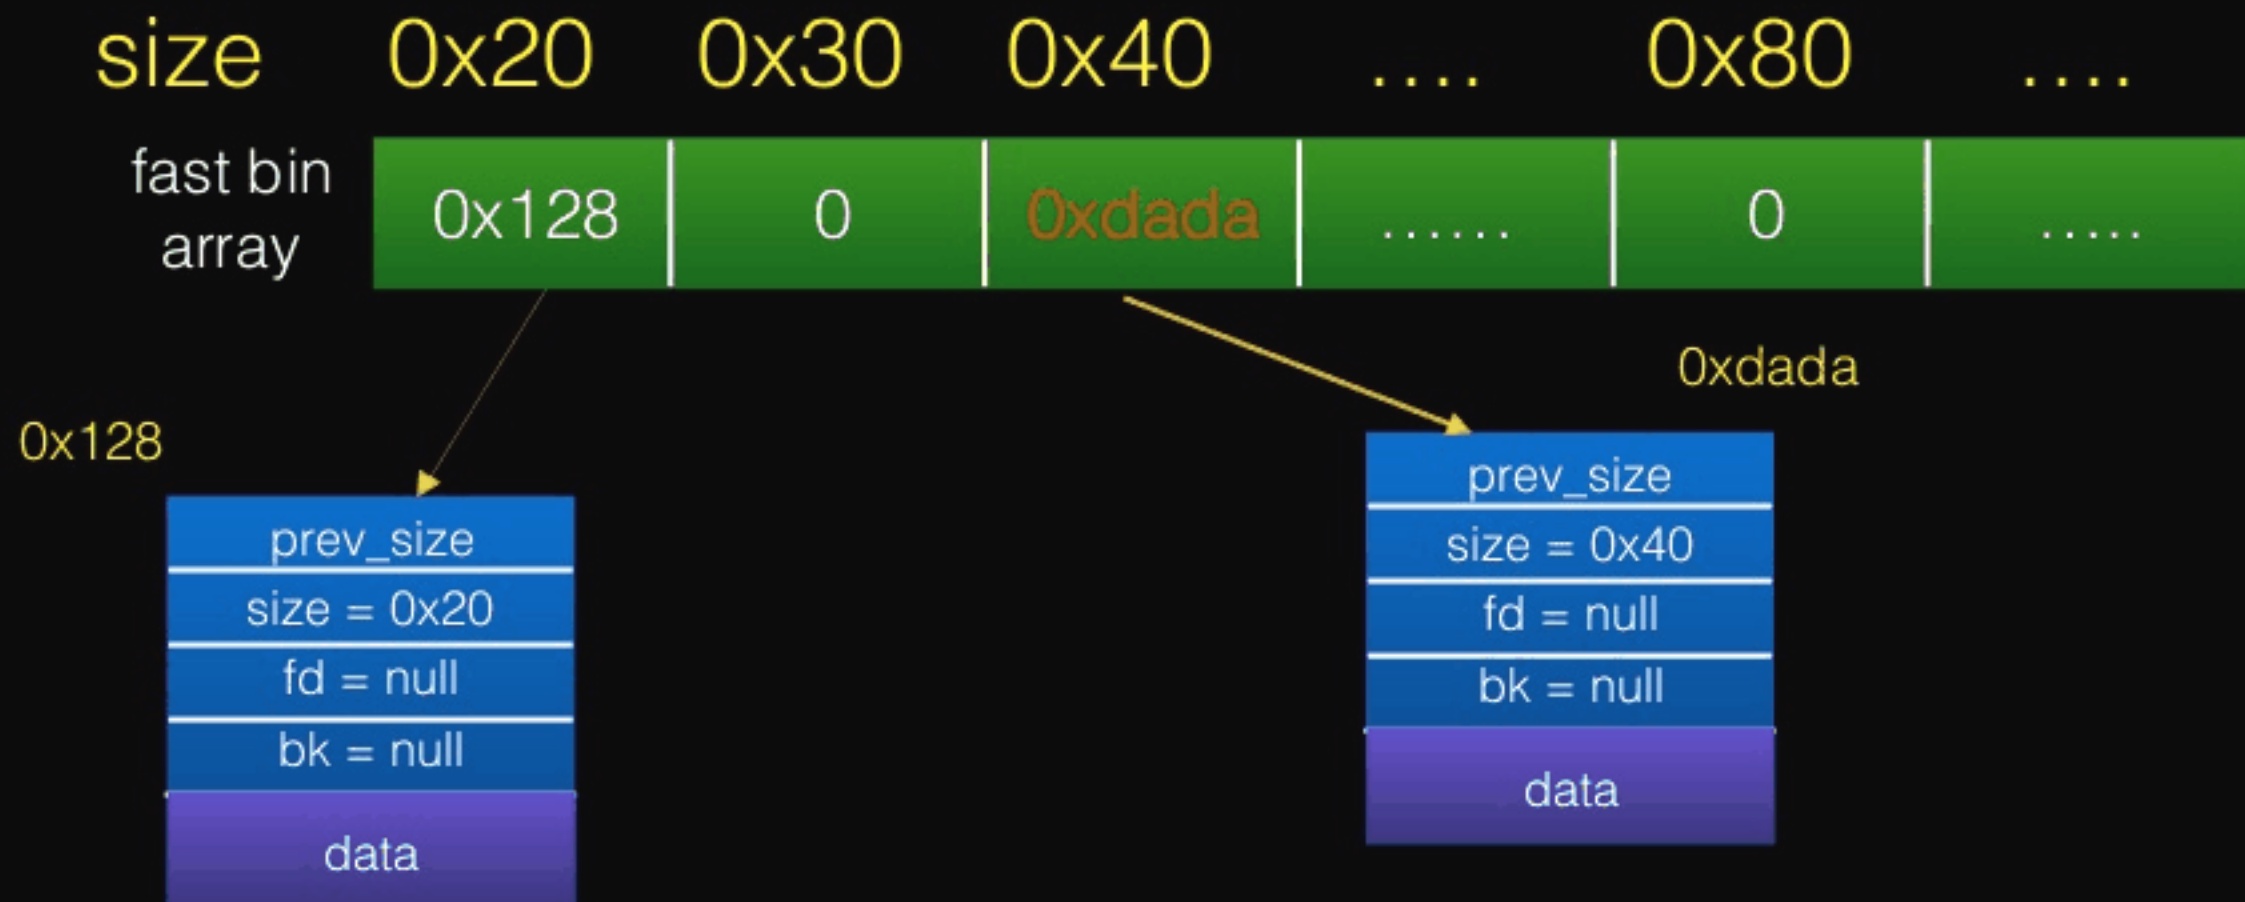 size 0x20 0x30 0x40 .... 0x80 ....
fast bin
array
0x128 0 0xdada ...... 0 .....
0xdada
0x128
prev_size
size = 0x20
fd = null
bk = null
data
prev_size
size = 0x40
fd = null
bk = null
data